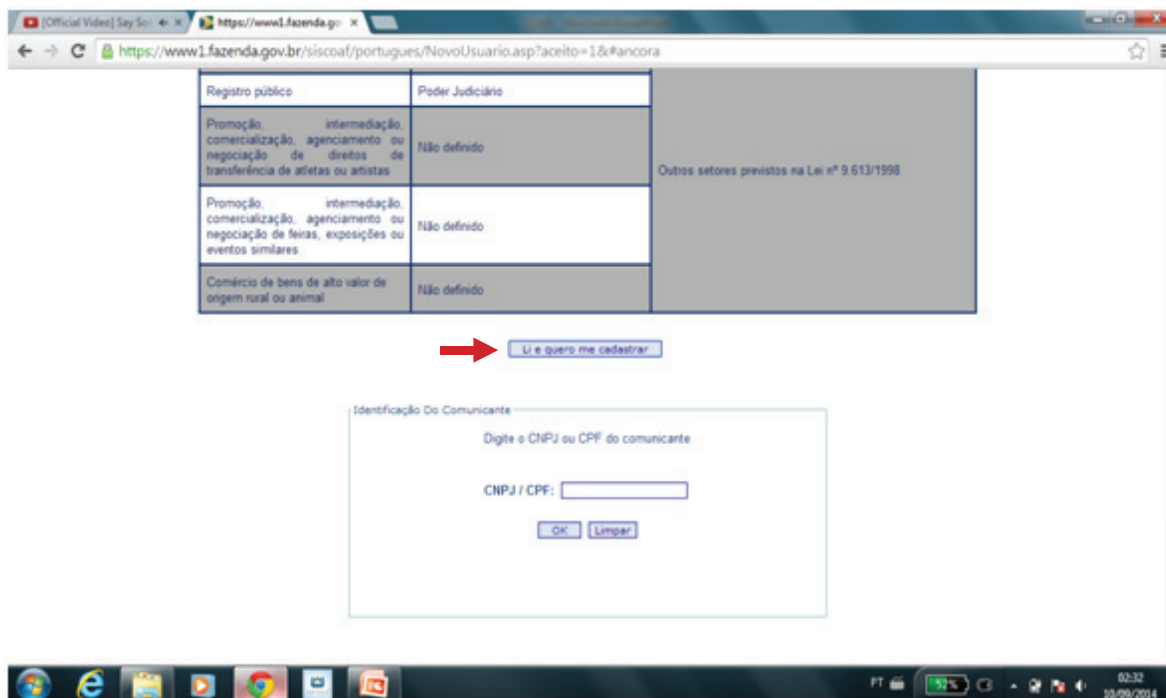 [Official Video] Say So
https://www1.fazenda.go
https://www1.fazenda.gov.br/siscoaf/portugues/NovoUsuario.asp?aceito=1&#ancora
Registro público
Poder Judiciário
Promoção, intermediação,
comercialização, agenciamento ou
negociação de direitos de
transferência de atletas ou artistas
Não definido
Outros setores previstos na Lei nº 9.613/1998
Promoção, intermediação,
comercialização, agenciamento ou
negociação de feiras, exposições ou
eventos similares
Não definido
Comércio de bens de alto valor de
origem rural ou animal
Não definido
Li e quero me cadastrar
Identificação Do Comunicante
Digite o CNPJ ou CPF do comunicante
CNPJ / CPF:
OK Limpar
PT
52%
02:32
10/09/2014